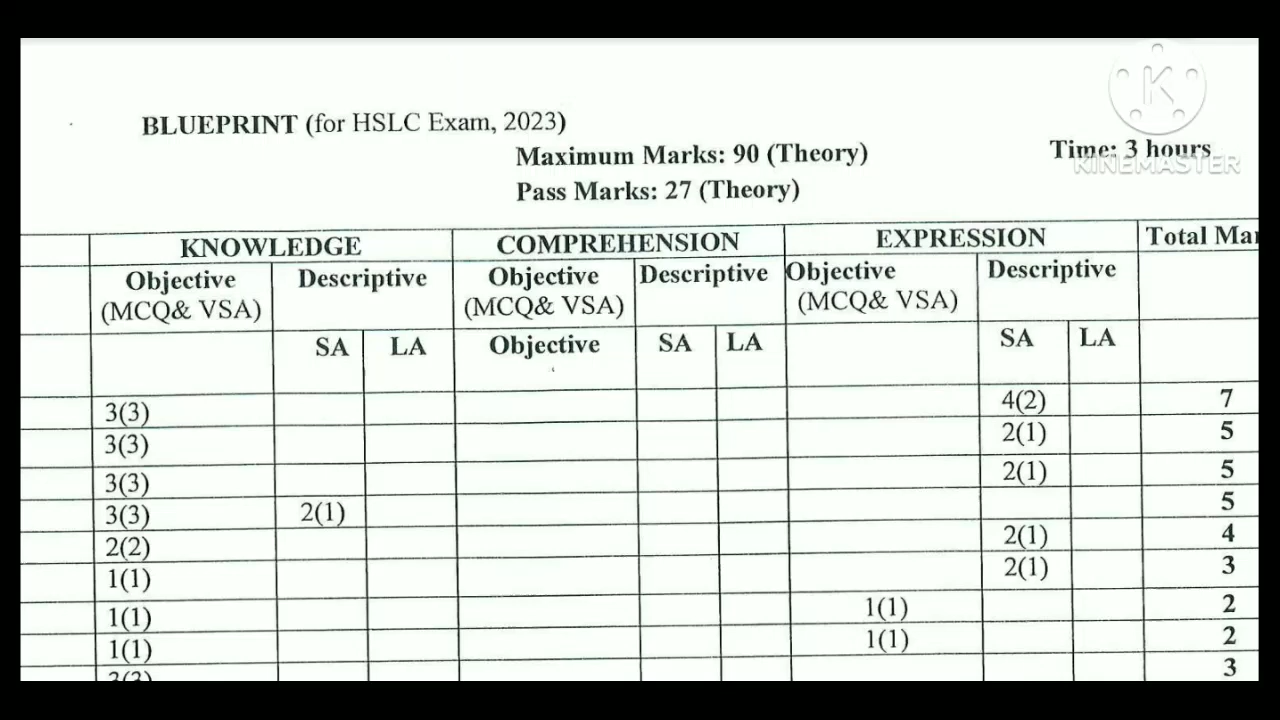 BLUEPRINT (for HSLC Exam, 2023)
Maximum Marks: 90 (Theory)
Time: 3 hours
Pass Marks: 27 (Theory)
K
KINEMASTER
KNOWLEDGE COMPREHENSION EXPRESSION Total Mar
Objective Descriptive Objective Descriptive Objective Descriptive
(MCQ& VSA) (MCQ& VSA) (MCQ& VSA)
SA LA Objective SA LA SA LA
3(3) 4(2) 7
3(3) 2(1) 5
3(3) 2(1) 5
3(3) 2(1) 5
2(2) 2(1) 4
1(1) 2(1) 3
1(1) 1(1) 2
1(1) 1(1) 2
3(3) 3